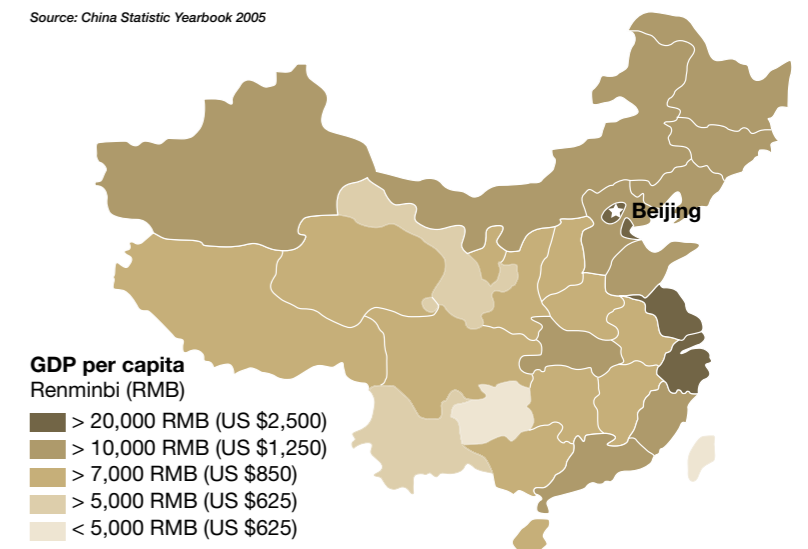 Source: China Statistic Yearbook 2005
Beijing
GDP per capita
Renminbi (RMB)
> 20,000 RMB (US $2,500)
> 10,000 RMB (US $1,250)
> 7,000 RMB (US $850)
> 5,000 RMB (US $625)
< 5,000 RMB (US $625)